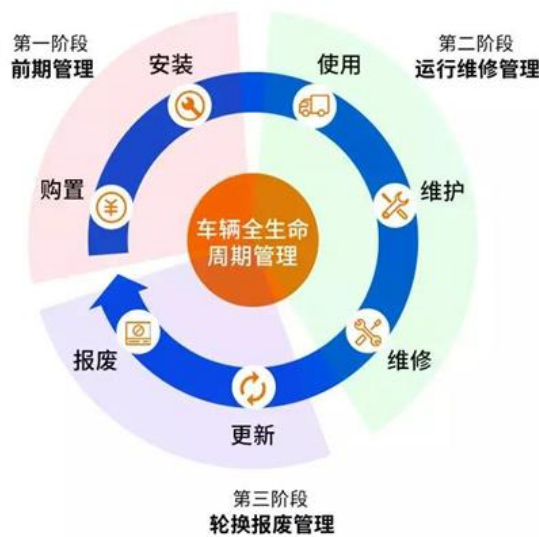 第一阶段
前期管理
第二阶段
运行维修管理
安装
使用
购置
维护
车辆全生命
周期管理
报废
维修
更新
第三阶段
轮换报废管理